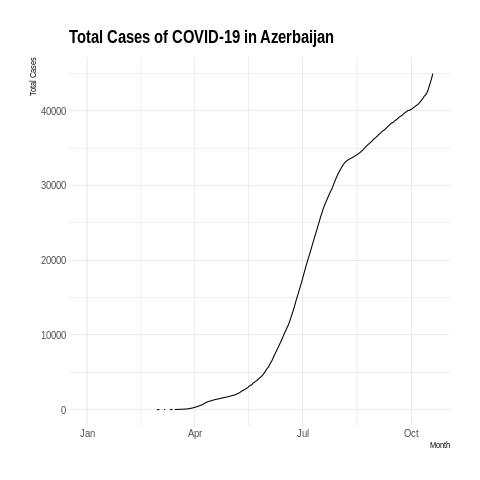 Total Cases of COVID-19 in Azerbaijan
Total Cases
40000
30000
20000
10000
0
Jan Apr Jul Oct
Month